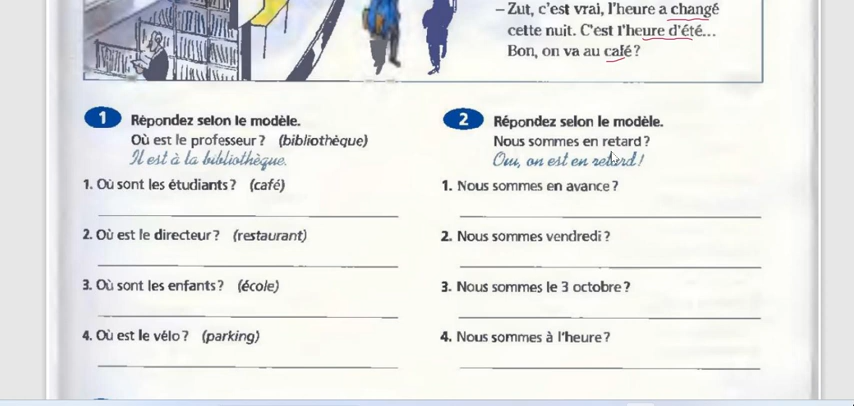 – Zut, c'est vrai, l'heure a changé
cette nuit. C'est l'heure d'été...
Bon, on va au café ?
1 Répondez selon le modèle.
Où est le professeur ? (bibliothèque)
Il est à la bibliothèque.
1. Où sont les étudiants ? (café)
2. Où est le directeur ? (restaurant)
3. Où sont les enfants ? (école)
4. Où est le vélo ? (parking)
2 Répondez selon le modèle.
Nous sommes en retard ?
Oui, on est en retard !
1. Nous sommes en avance ?
2. Nous sommes vendredi ?
3. Nous sommes le 3 octobre ?
4. Nous sommes à l'heure ?